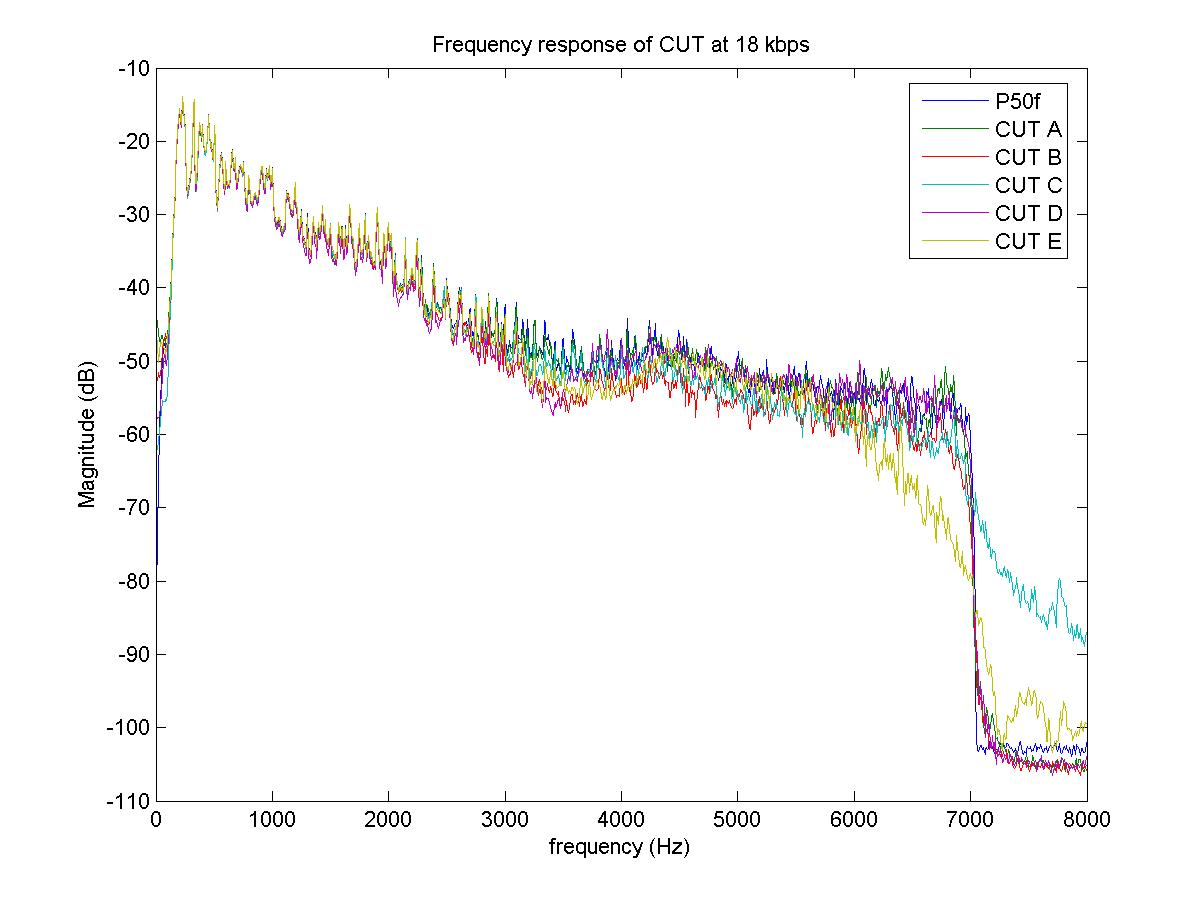 Frequency response of CUT at 18 kbps
-10
-20
-30
-40
-50
-60
-70
-80
-90
-100
-110
Magnitude (dB)
P50f
CUT A
CUT B
CUT C
CUT D
CUT E
0 1000 2000 3000 4000 5000 6000 7000 8000
frequency (Hz)